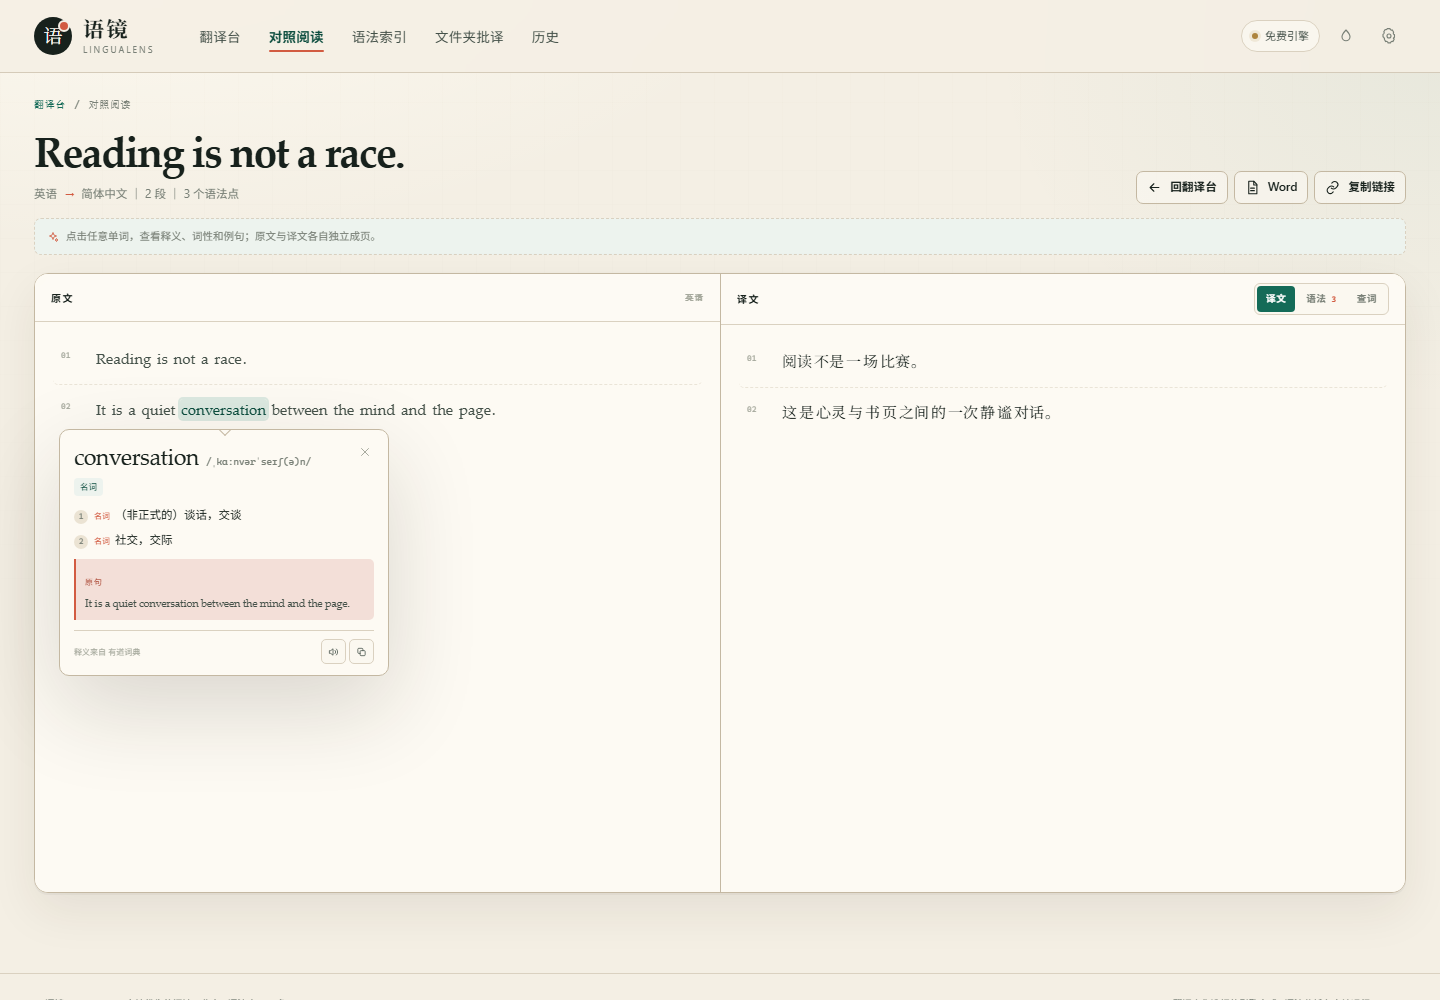 语 语镜
LINGUALENS
翻译台 对照阅读 语法索引 文件夹批译 历史
免费引擎
翻译台 / 对照阅读
Reading is not a race.
英语 → 简体中文 | 2 段 | 3 个语法点
回翻译台 Word 复制链接
点击任意单词，查看释义、词性和例句；原文与译文各自独立成页。
原文 英语
01 Reading is not a race.
02 It is a quiet conversation between the mind and the page.
conversation /ˌkɑːnvərˈseɪʃ(ə)n/
名词
1 名词 （非正式的）谈话，交谈
2 名词 社交，交际
原句
It is a quiet conversation between the mind and the page.
释义来自 有道词典
译文 译文 语法 3 查词
01 阅读不是一场比赛。
02 这是心灵与书页之间的一次静谧对话。